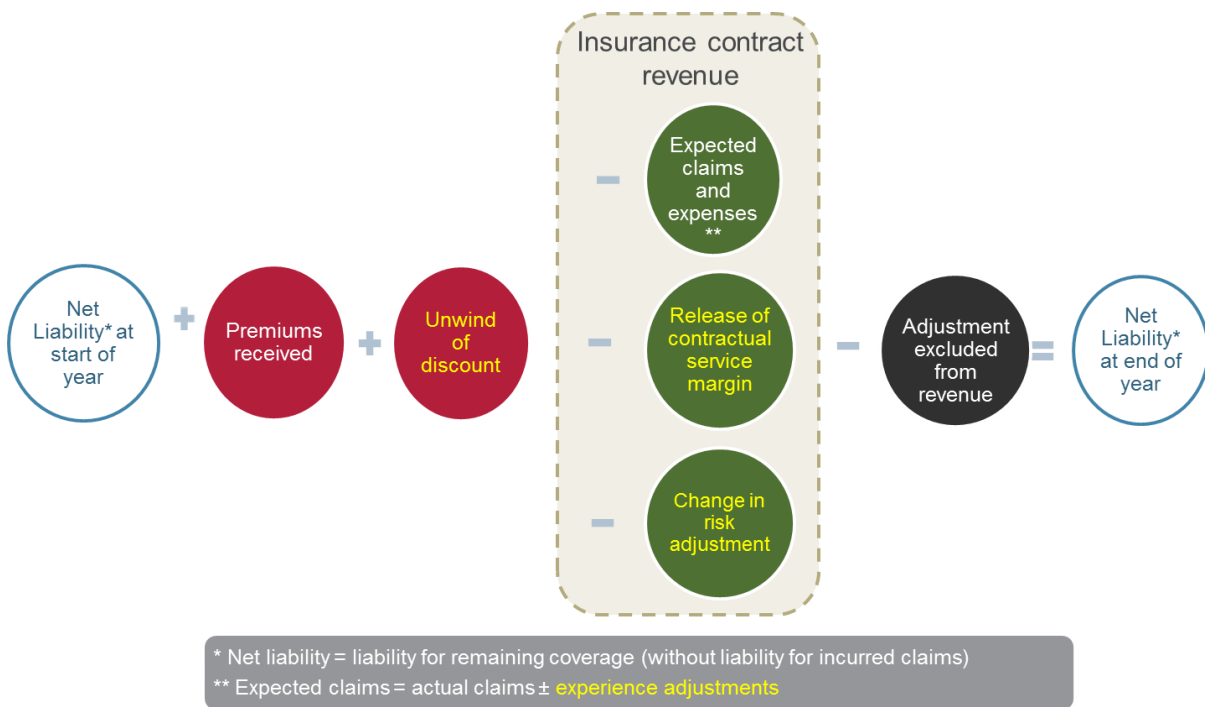 Insurance contract
revenue
Expected
claims
and
expenses
**
Net
Liability* at
start of
year
+
Premiums
received
+
Unwind
of
discount
−
−
Release of
contractual
service
margin
−
Change in
risk
adjustment
−
Adjustment
excluded
from
revenue
=
Net
Liability*
at end of
year
* Net liability = liability for remaining coverage (without liability for incurred claims)
** Expected claims = actual claims ± experience adjustments